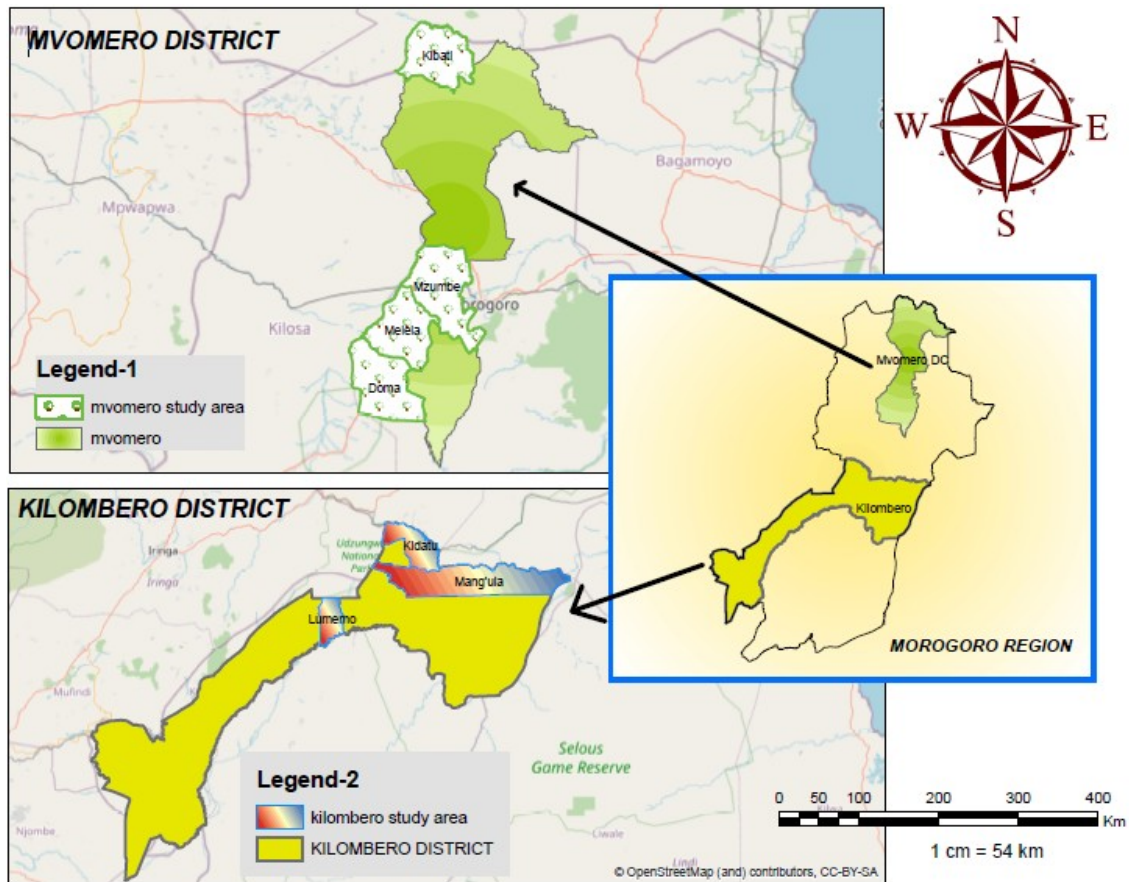 MVOMERO DISTRICT
Kibati
Bagamoyo
Mpwapwa
Mzumbe
orogoro
Kilosa
Melela
Doma
Legend-1
mvomero study area
mvomero
N
W
E
S
Mvomero DC
Kilombero
MOROGORO REGION
KILOMBERO DISTRICT
Iringa
Iringa
Udzungw
Nationa
Park
Kidatu
Mang'ula
Lumemo
Mufindi
Selous
Game Reserve
Legend-2
kilombero study area
KILOMBERO DISTRICT
Njombe
Liwale
Lindi
© OpenStreetMap (and) contributors, CC-BY-SA
0 50 100 200 300 400
Km
1 cm = 54 km